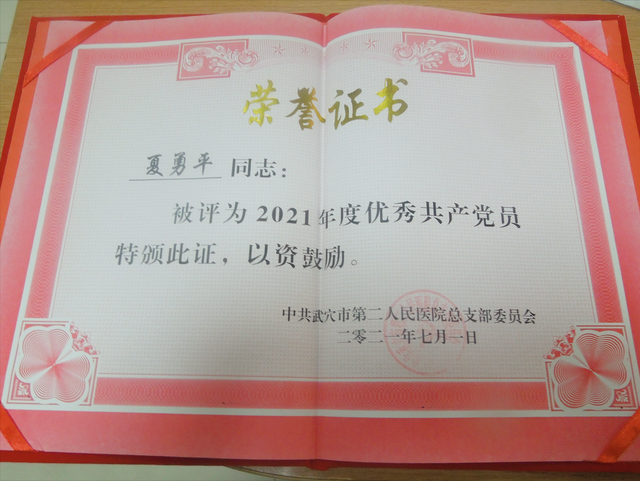 荣誉证书
夏勇平 同志：
被评为2021年度优秀共产党员
特颁此证，以资鼓励。
中共武穴市第二人民医院总支部委员会
二零二一年七月一日